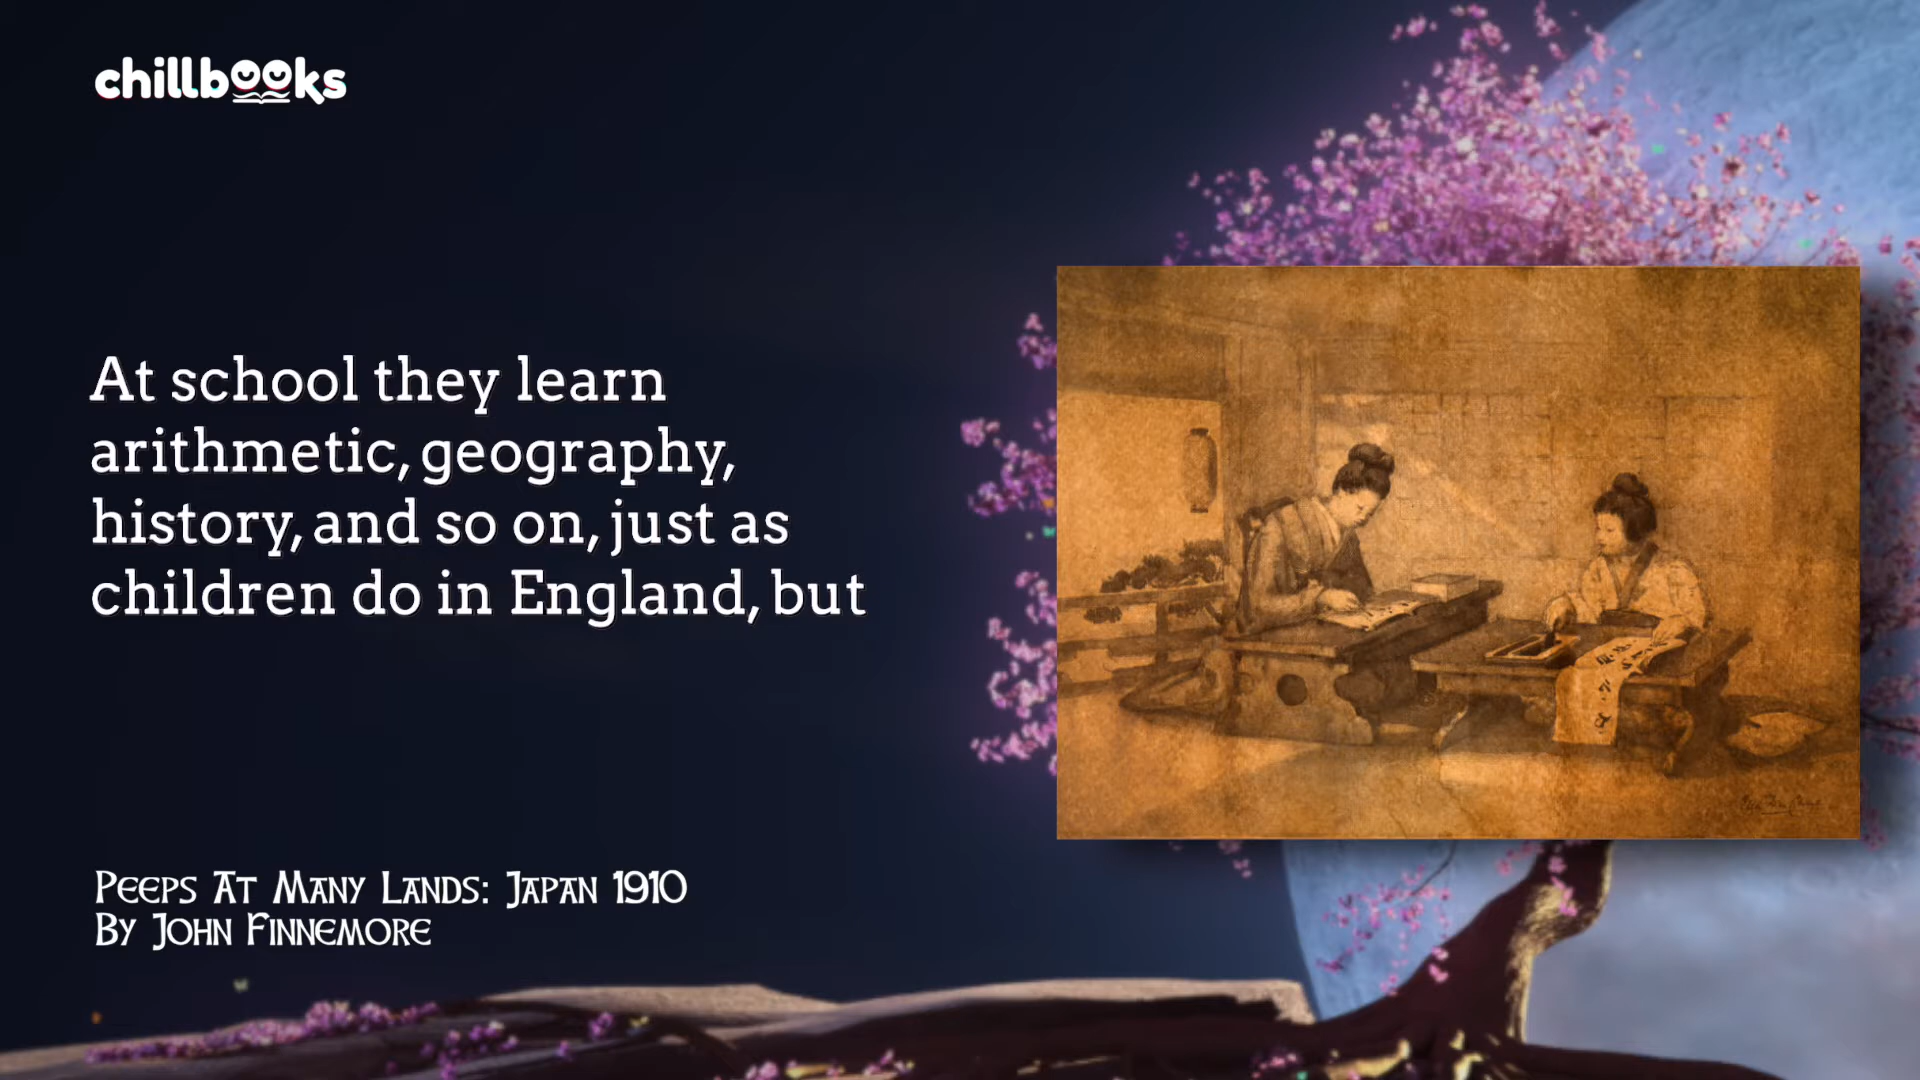 chillbooks
At school they learn
arithmetic, geography,
history, and so on, just as
children do in England, but
Peeps At Many Lands: Japan 1910
By John Finnemore